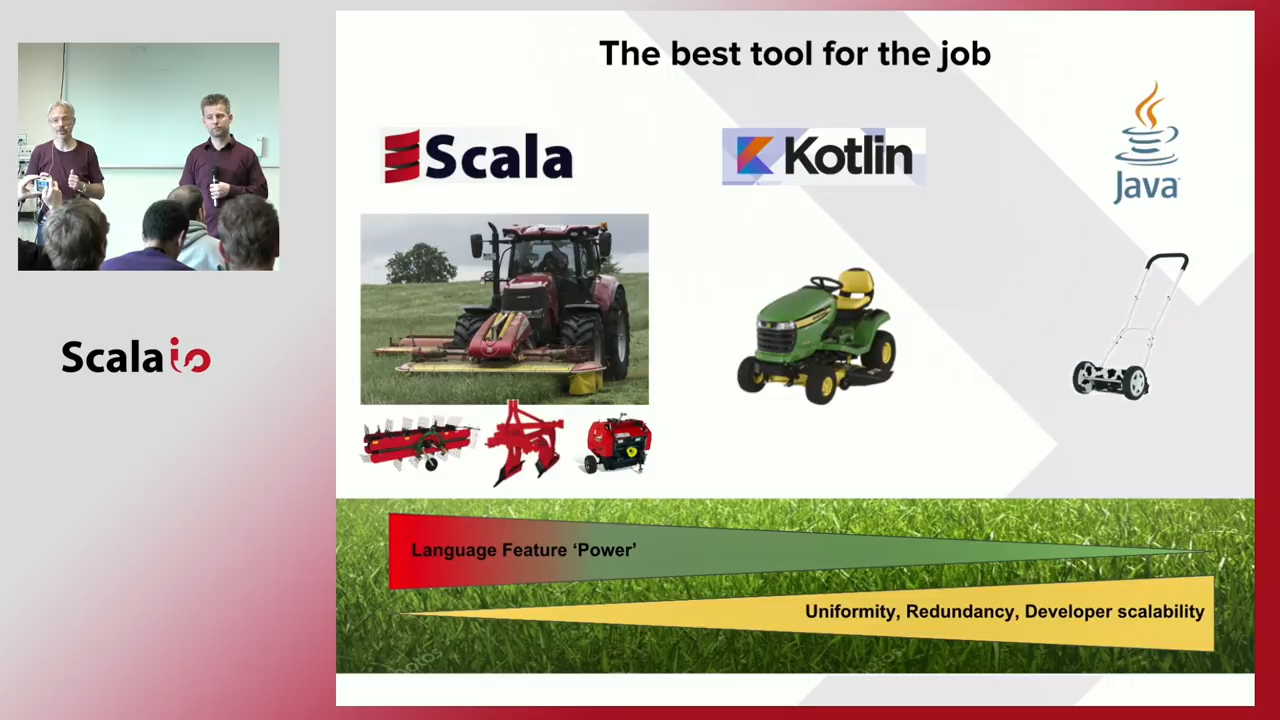 The best tool for the job
Scala
Kotlin
Java
Scala io
Language Feature ‘Power’
Uniformity, Redundancy, Developer scalability